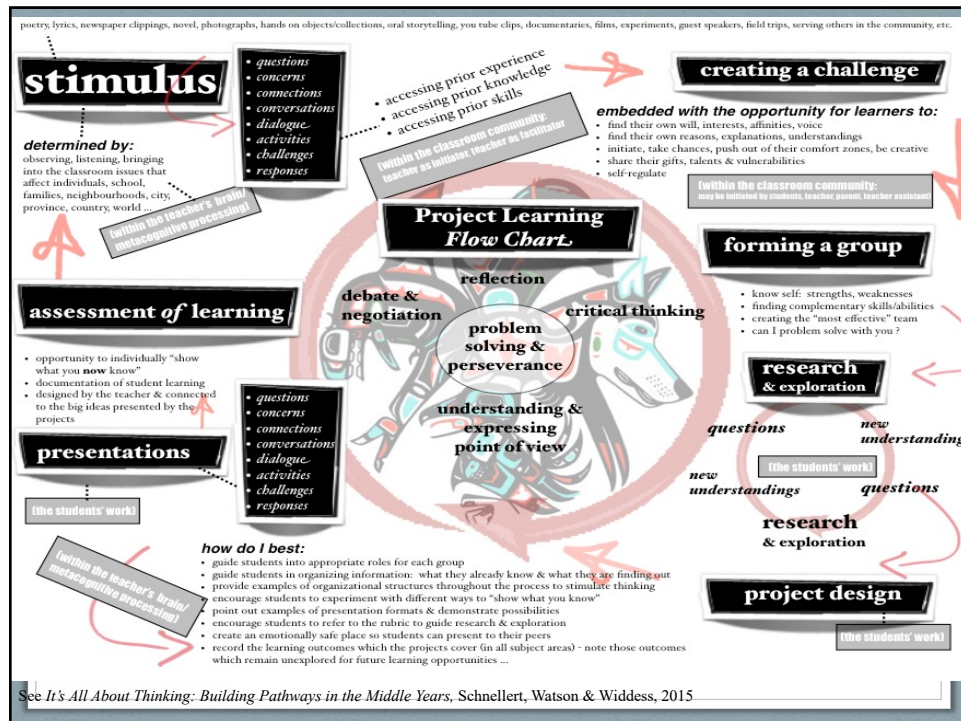 poetry, lyrics, newspaper clippings, novel, photographs, hands on objects/collections, oral storytelling, you tube clips, documentaries, films, experiments, guest speakers, field trips, serving others in the community, etc.
stimulus
• questions
• concerns
• connections
• conversations
• dialogue
• activities
• challenges
• responses
determined by:
observing, listening, bringing
into the classroom issues that
affect individuals, school,
families, neighbourhoods, city,
province, country, world ...
(within the teacher's brain/
metacognitive processing)
• accessing prior experience
• accessing prior knowledge
• accessing prior skills
(within the classroom community:
teacher as initiator, teacher as facilitator
creating a challenge
embedded with the opportunity for learners to:
• find their own will, interests, affinities, voice
• find their own reasons, explanations, understandings
• initiate, take chances, push out of their comfort zones, be creative
• share their gifts, talents & vulnerabilities
• self-regulate
(within the classroom community:
may be initiated by students, teacher, parent, teacher assistant)
Project Learning
Flow Chart
reflection
debate &
negotiation
critical thinking
problem
solving &
perseverance
understanding &
expressing
point of view
forming a group
• know self: strengths, weaknesses
• finding complementary skills/abilities
• creating the "most effective" team
• can I problem solve with you ?
research
& exploration
questions
new
understanding
(the students' work)
new
understandings
questions
research
& exploration
project design
(the students' work)
assessment of learning
• opportunity to individually "show
what you now know"
• documentation of student learning
• designed by the teacher & connected
to the big ideas presented by the
projects
presentations
(the students' work)
• questions
• concerns
• connections
• conversations
• dialogue
• activities
• challenges
• responses
(within the teacher's brain/
metacognitive processing)
how do I best:
• guide students into appropriate roles for each group
• guide students in organizing information: what they already know & what they are finding out
• provide examples of organizational structures throughout the process to stimulate thinking
• encourage students to experiment with different ways to "show what you know"
• point out examples of presentation formats & demonstrate possibilities
• encourage students to refer to the rubric to guide research & exploration
• create an emotionally safe place so students can present to their peers
• record the learning outcomes which the projects cover (in all subject areas) - note those outcomes
which remain unexplored for future learning opportunities ...
See It's All About Thinking: Building Pathways in the Middle Years, Schnellert, Watson & Widdess, 2015